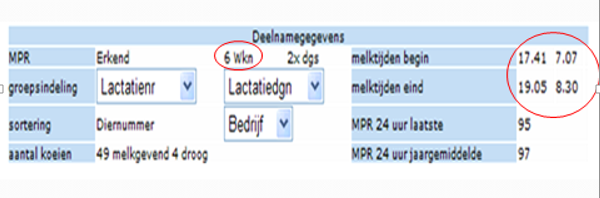 Deelnamegegevens
MPR Erkend 6 Wkn 2x dgs melktijden begin 17.41 7.07
groepsindeling Lactatienr Lactatiedgn melktijden eind 19.05 8.30
sortering Diernummer Bedrijf MPR 24 uur laatste 95
aantal koeien 49 melkgevend 4 droog MPR 24 uur jaargemiddelde 97